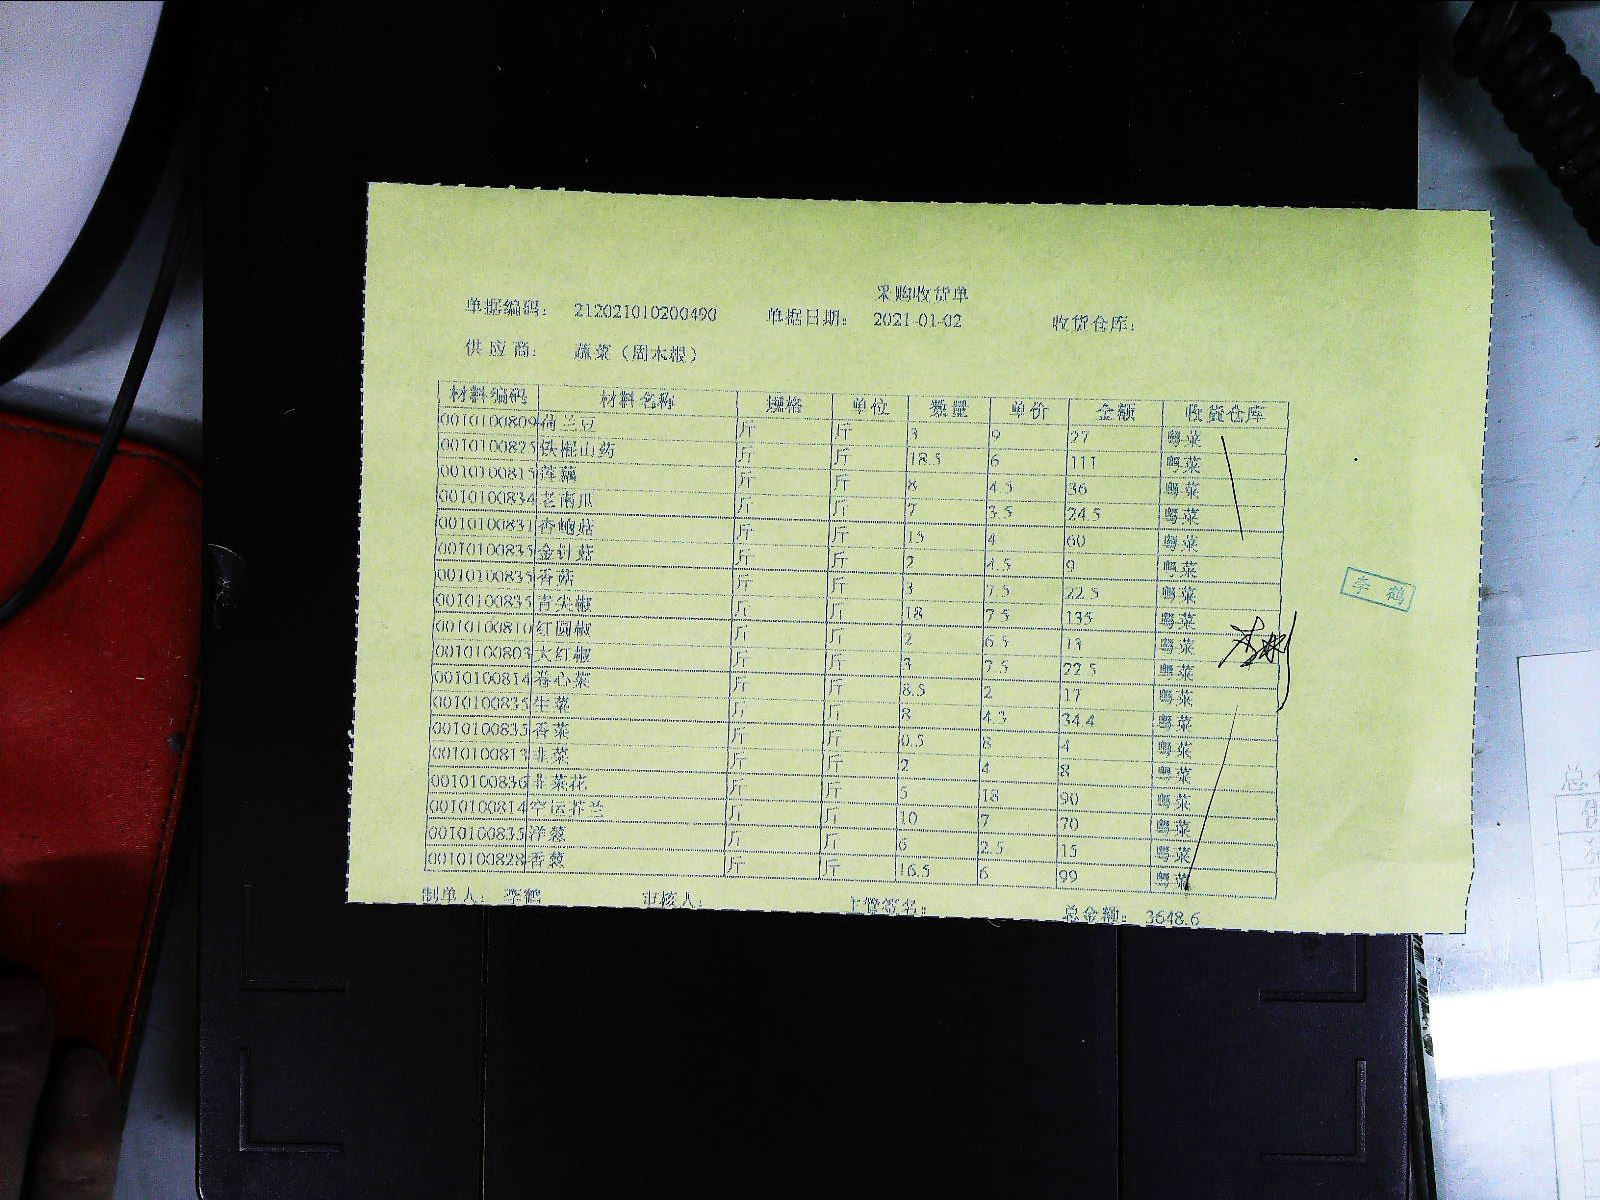 采购收货单
单据编码： 212021010200490 单据日期： 2021-01-02 收货仓库：
供应商： 蔬菜（周木根）
材料编码 材料名称 规格 单位 数量 单价 金额 收货仓库
0010100809 荷兰豆 斤 斤 3 9 27 粤菜
0010100825 铁棍山药 斤 斤 18.5 6 111 粤菜
0010100815 莲藕 斤 斤 8 4.5 36 粤菜
0010100834 老南瓜 斤 斤 7 3.5 24.5 粤菜
0010100831 杏鲍菇 斤 斤 15 4 60 粤菜
0010100835 金针菇 斤 斤 2 4.5 9 粤菜
0010100835 香菇 斤 斤 3 7.5 22.5 粤菜
0010100835 青尖椒 斤 斤 18 7.5 135 粤菜
0010100810 红圆椒 斤 斤 2 6.5 13 粤菜
0010100803 大红椒 斤 斤 3 7.5 22.5 粤菜
0010100814 卷心菜 斤 斤 8.5 2 17 粤菜
0010100835 生菜 斤 斤 8 4.3 34.4 粤菜
0010100835 香菜 斤 斤 0.5 8 4 粤菜
0010100813 韭菜 斤 斤 2 4 8 粤菜
0010100836 韭菜花 斤 斤 5 18 90 粤菜
0010100814 空运芥兰 斤 斤 10 7 70 粤菜
0010100835 洋葱 斤 斤 6 2.5 15 粤菜
0010100828 香葱 斤 斤 16.5 6 99 粤菜
制单人： 李鹤 审核人： 主管签名： 总金额： 3648.6
李鹤